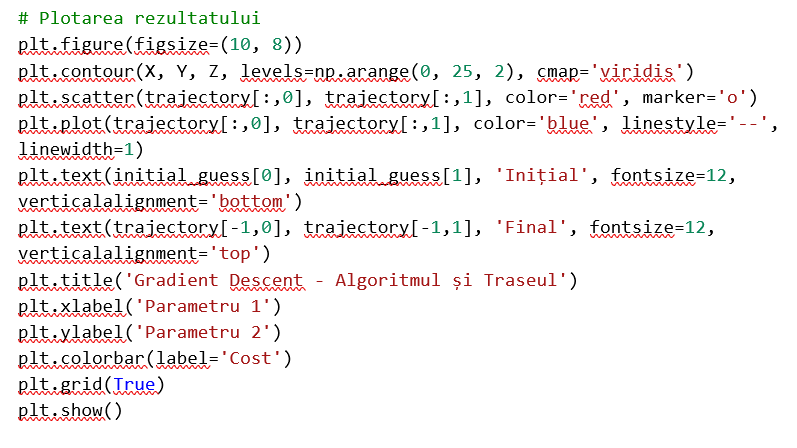 # Plotarea rezultatului
plt.figure(figsize=(10, 8))
plt.contour(X, Y, Z, levels=np.arange(0, 25, 2), cmap='viridis')
plt.scatter(trajectory[:,0], trajectory[:,1], color='red', marker='o')
plt.plot(trajectory[:,0], trajectory[:,1], color='blue', linestyle='--',
linewidth=1)
plt.text(initial_guess[0], initial_guess[1], 'Inițial', fontsize=12,
verticalalignment='bottom')
plt.text(trajectory[-1,0], trajectory[-1,1], 'Final', fontsize=12,
verticalalignment='top')
plt.title('Gradient Descent - Algoritmul și Traseul')
plt.xlabel('Parametru 1')
plt.ylabel('Parametru 2')
plt.colorbar(label='Cost')
plt.grid(True)
plt.show()